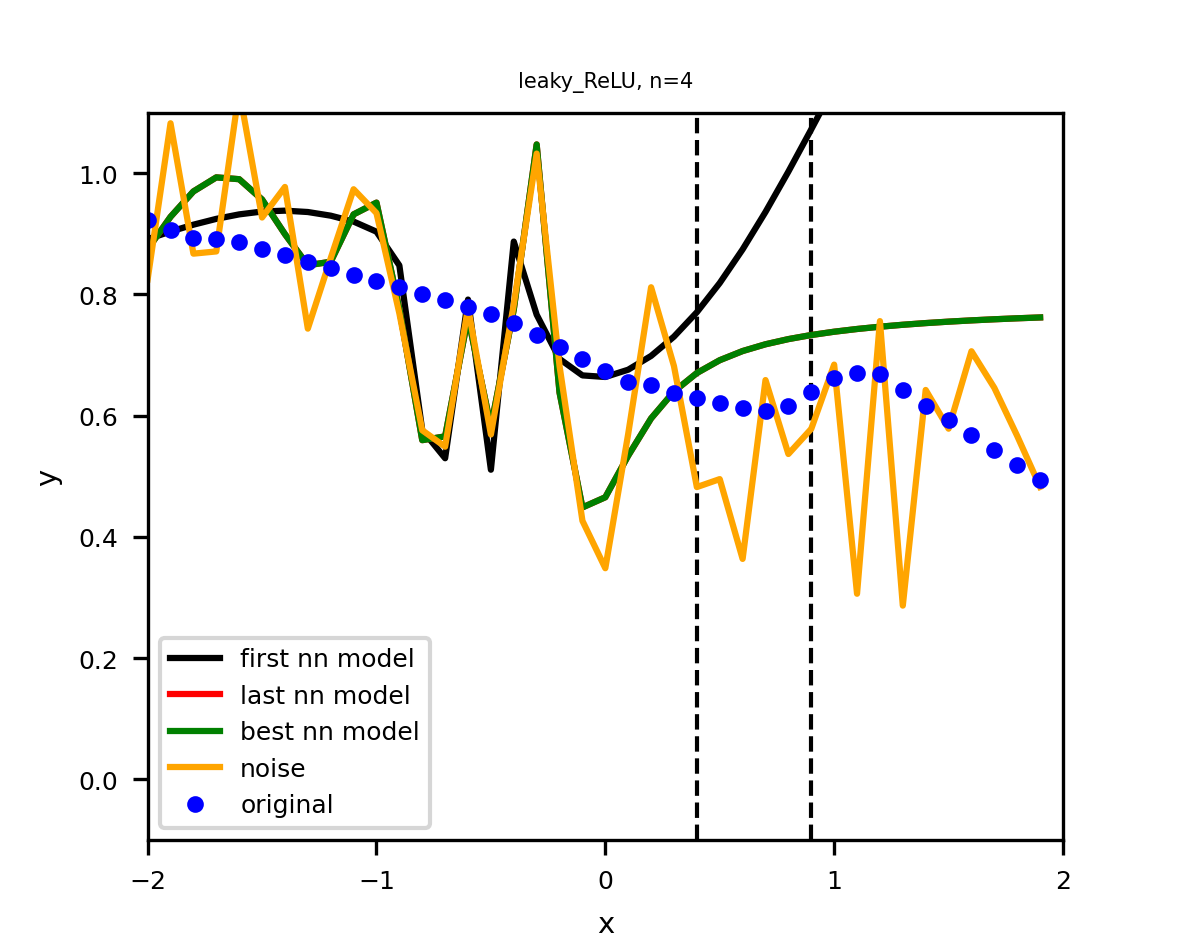 leaky_ReLU, n=4
1.0
0.8
0.6
0.4
0.2
0.0
y
first nn model
last nn model
best nn model
noise
original
−2
−1
0
1
2
x